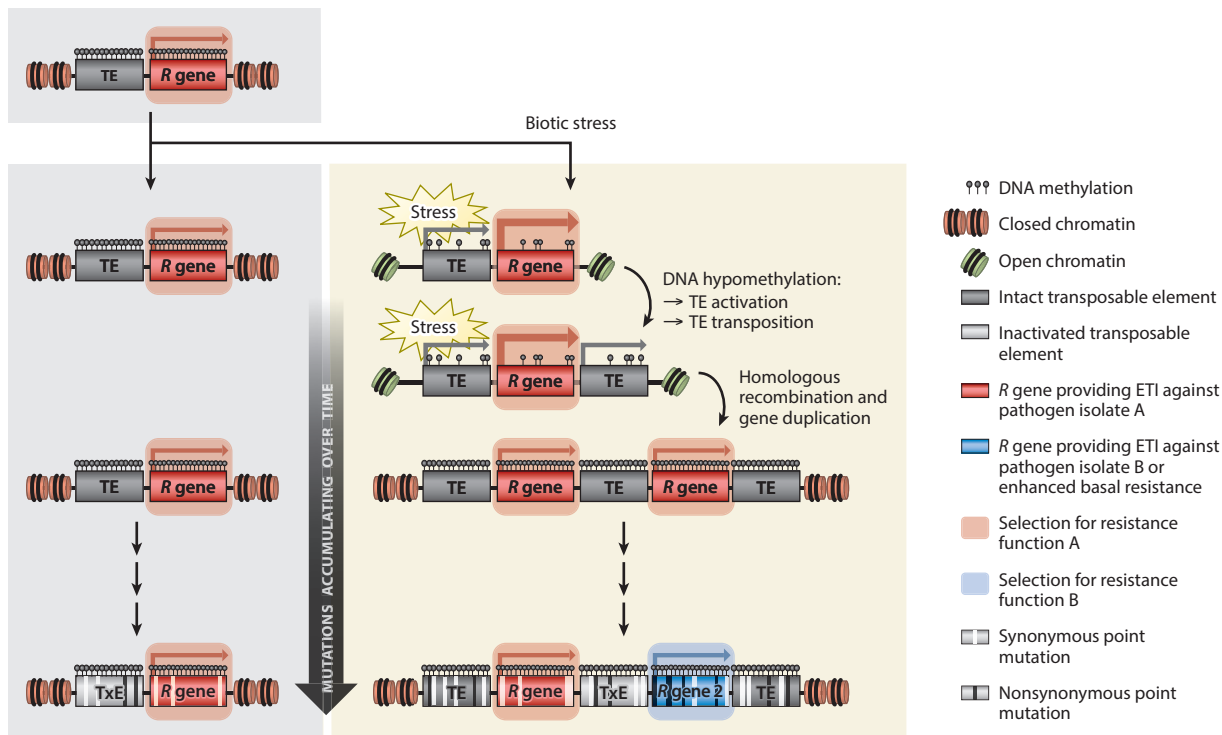 TE
R gene
Biotic stress
TE
R gene
Stress
TE
R gene
DNA hypomethylation:
→ TE activation
→ TE transposition
Stress
TE
R gene
TE
Homologous
recombination and
gene duplication
MUTATIONS ACCUMULATING OVER TIME
TE
R gene
TE
R gene
TE
R gene
TE
TxE
R gene
TE
R gene
TxE
R gene 2
TE
DNA methylation
Closed chromatin
Open chromatin
Intact transposable element
Inactivated transposable
element
R gene providing ETI against
pathogen isolate A
R gene providing ETI against
pathogen isolate B or
enhanced basal resistance
Selection for resistance
function A
Selection for resistance
function B
Synonymous point
mutation
Nonsynonymous point
mutation